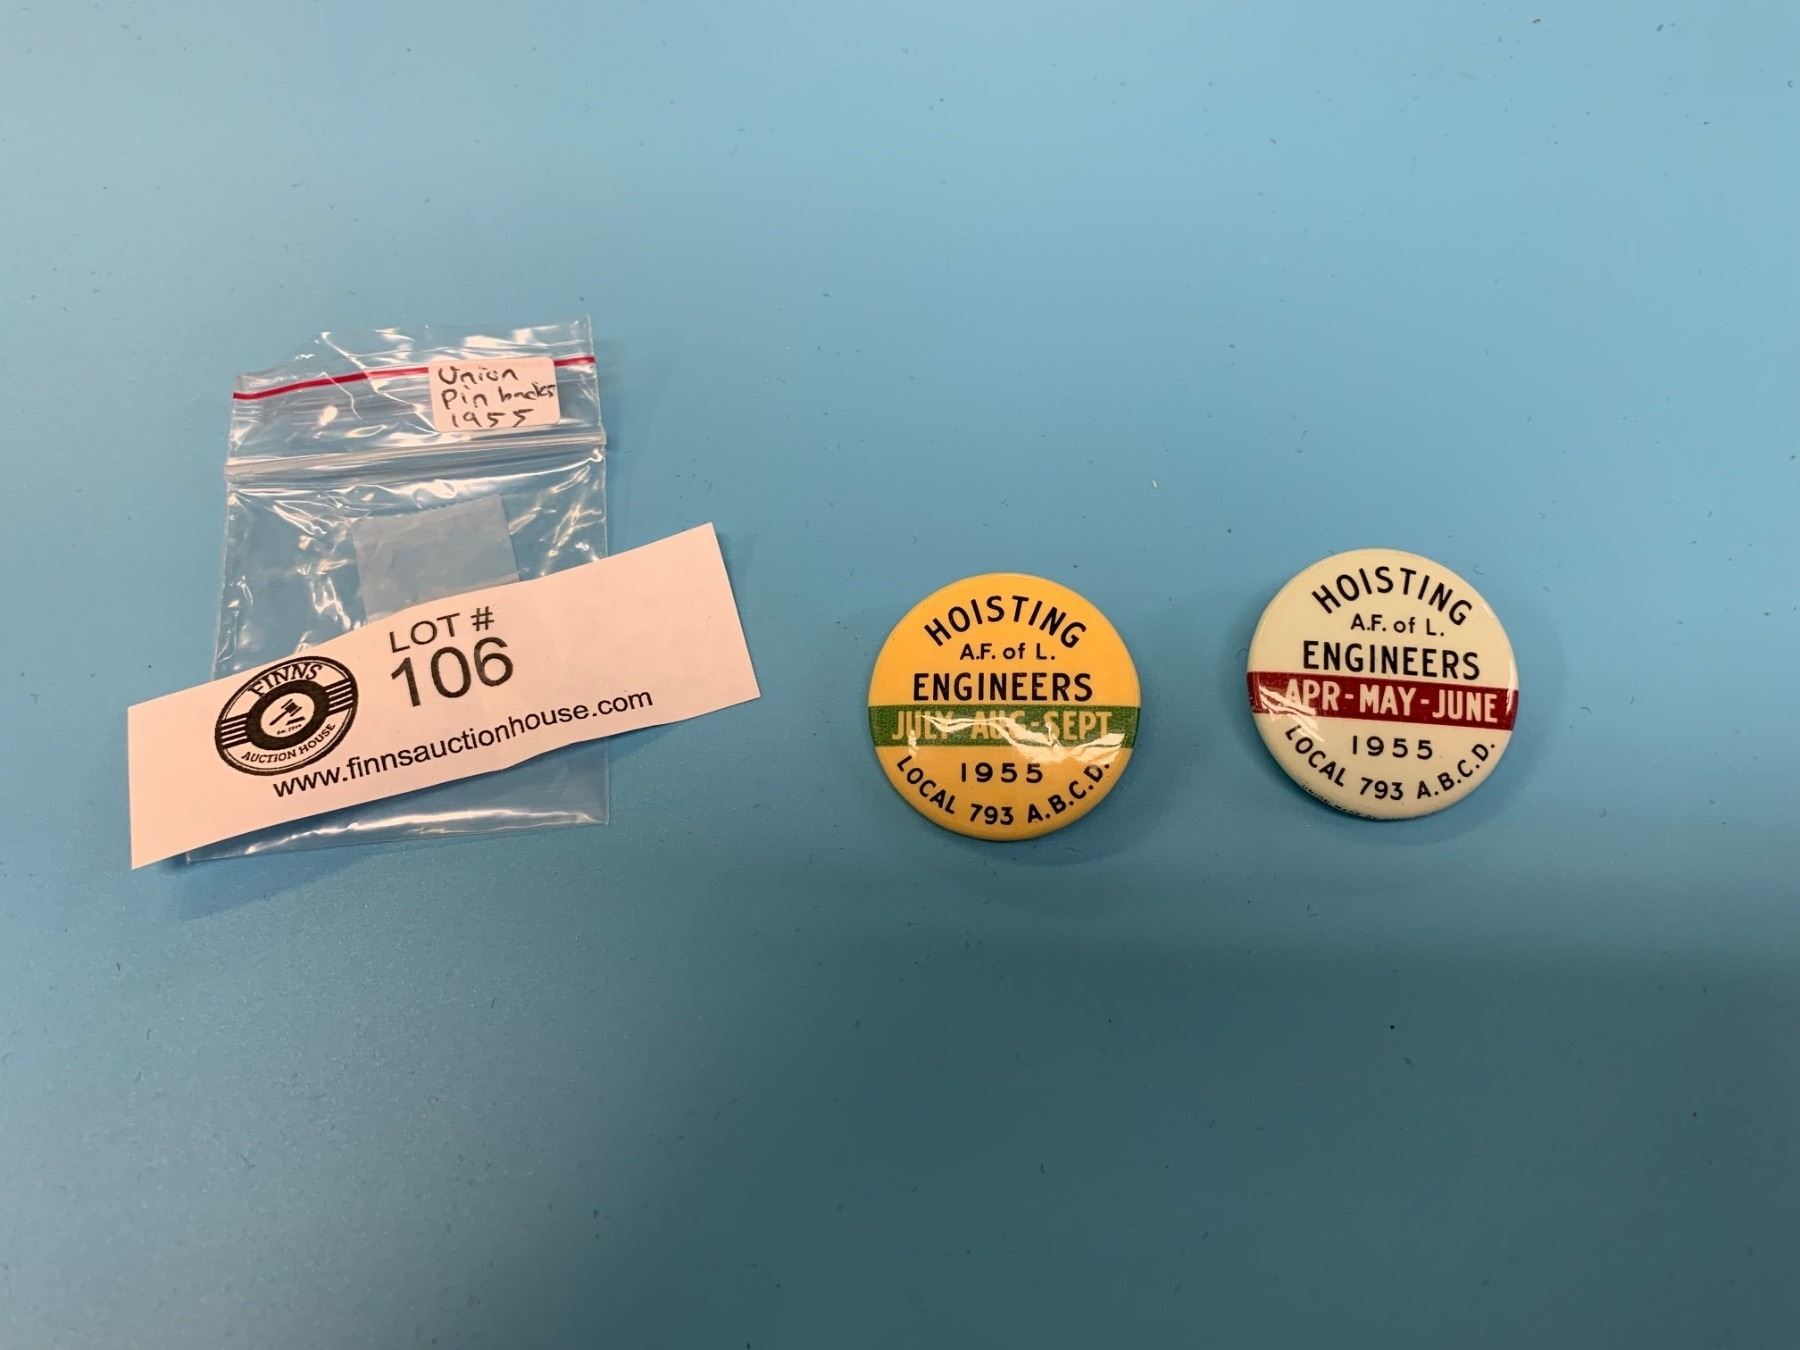 Union
Pin backs
1955
LOT #
106
FINNS
AUCTION HOUSE
www.finnsauctionhouse.com
HOISTING
A.F. of L.
ENGINEERS
JULY-AUG-SEPT
1955
LOCAL 793 A.B.C.D.
HOISTING
A.F. of L.
ENGINEERS
APR-MAY-JUNE
1955
LOCAL 793 A.B.C.D.